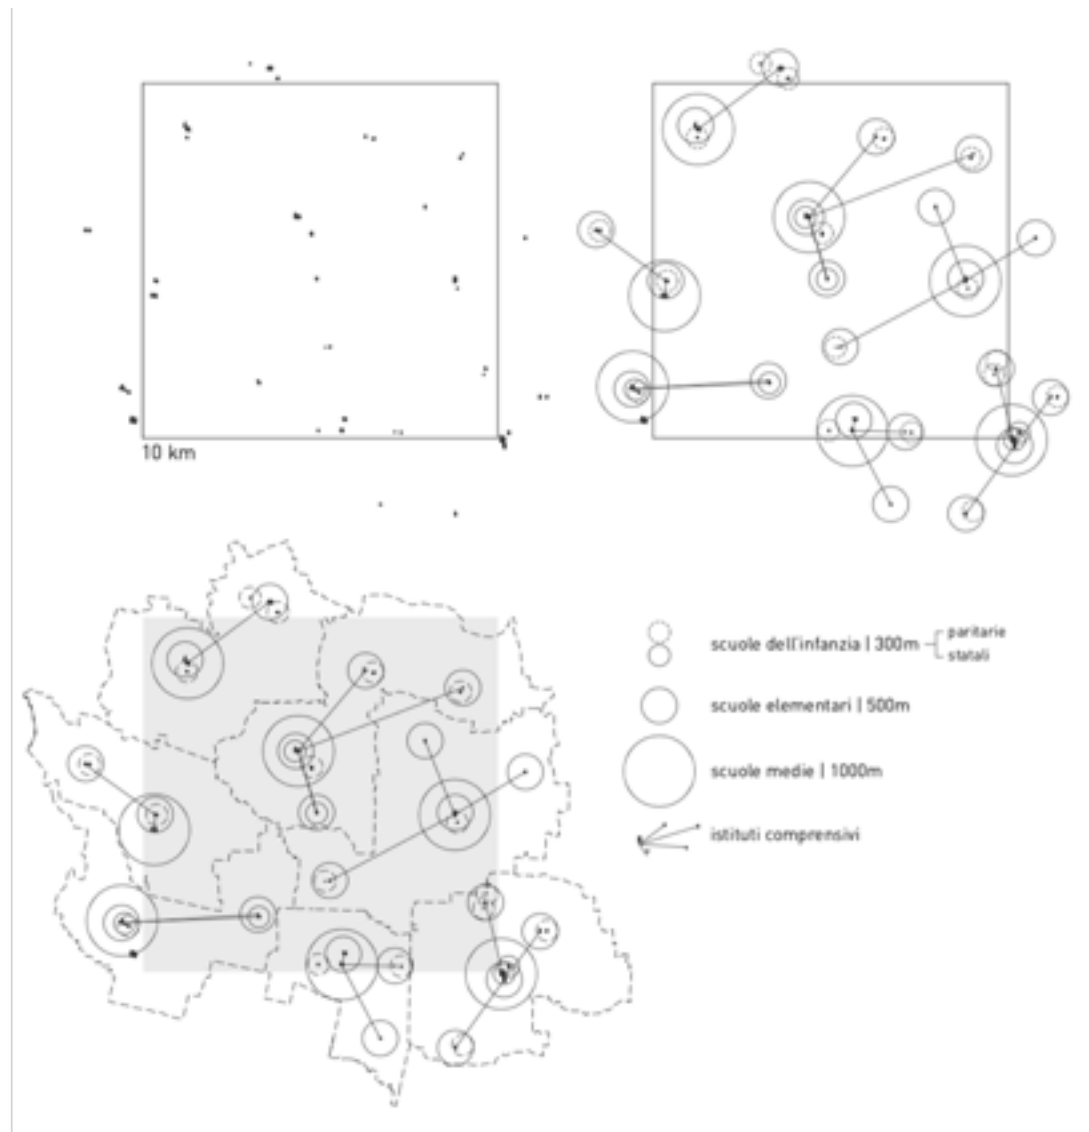 10 km
scuole dell'infanzia | 300m
paritarie
statali
scuole elementari | 500m
scuole medie | 1000m
istituti comprensivi